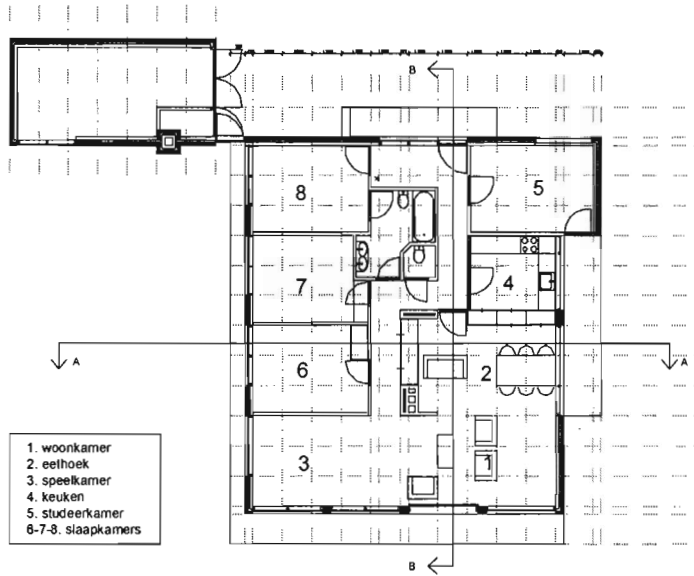 B
8
5
7
4
A
A
6
2
3
1
1. woonkamer
2. eethoek
3. speelkamer
4. keuken
5. studeerkamer
6-7-8. slaapkamers
B